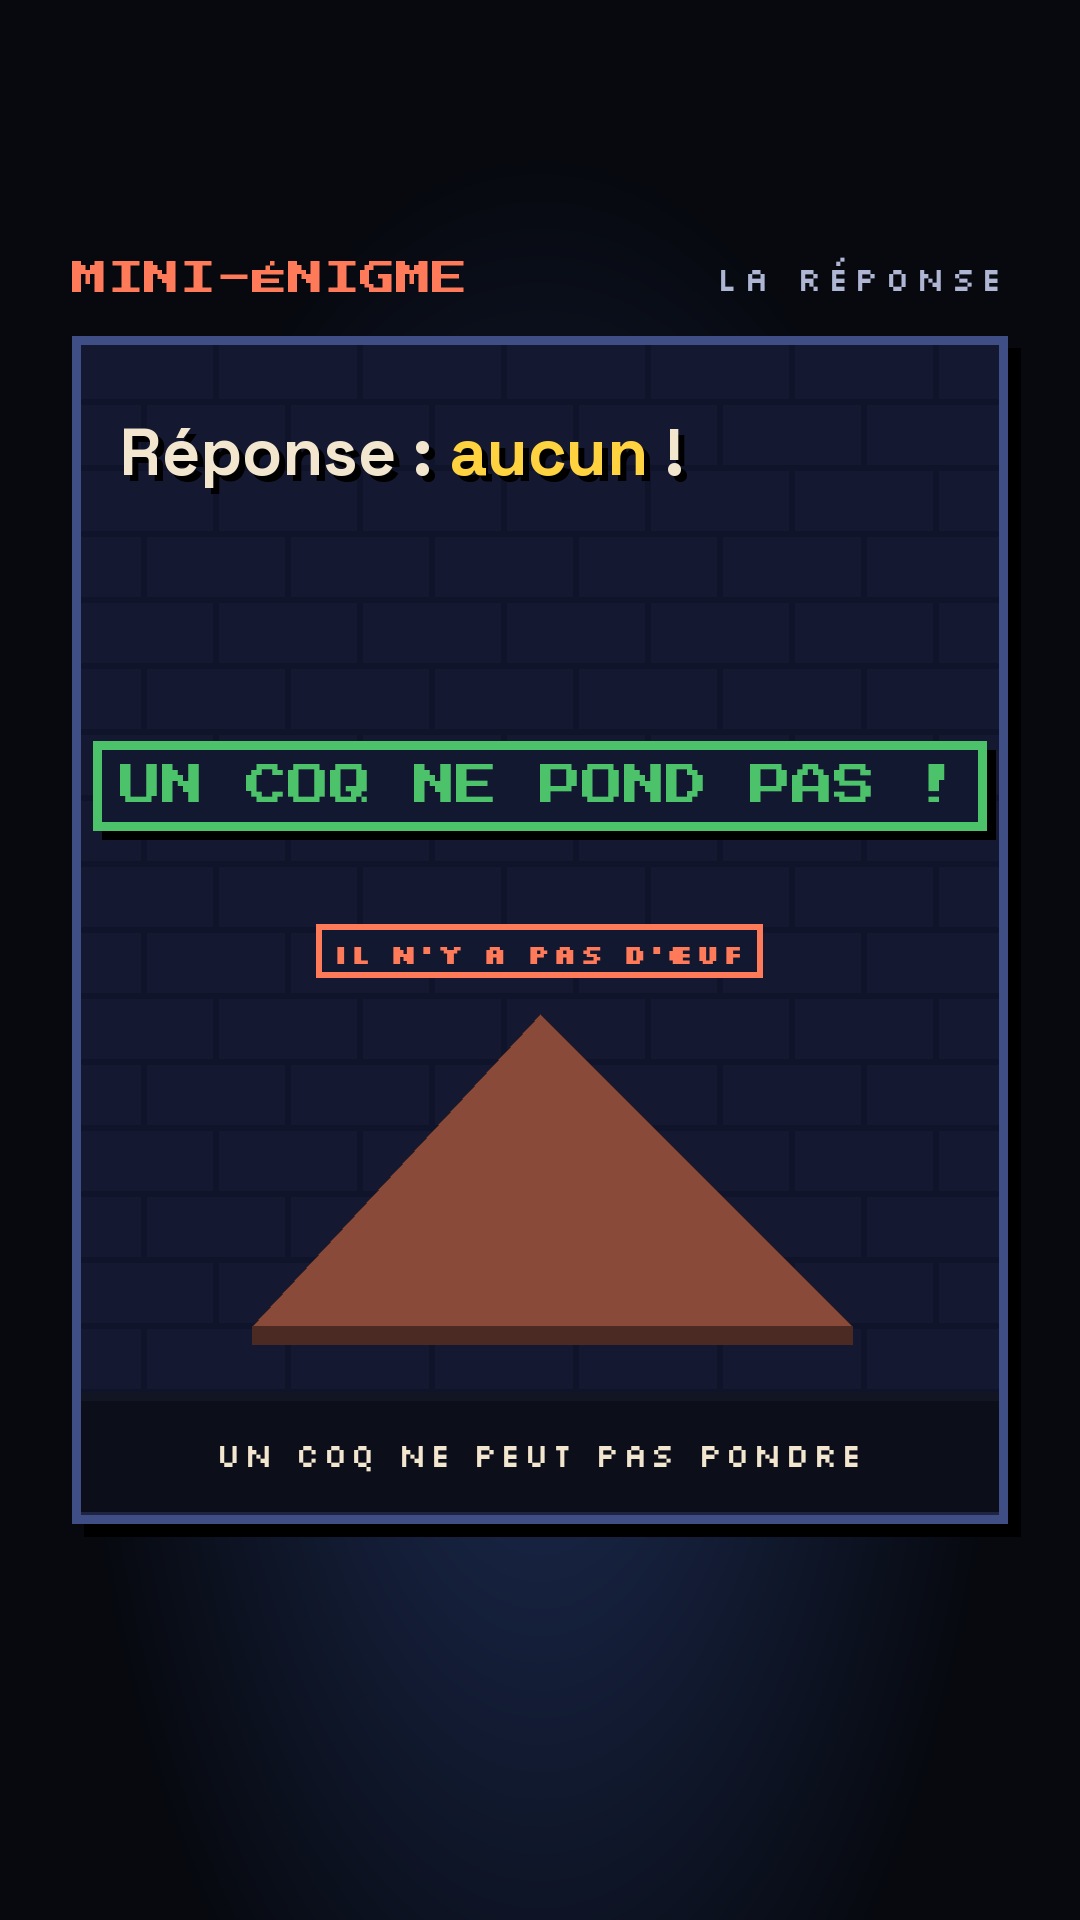 MINI-ÉNIGME
LA RÉPONSE
Réponse : aucun !
UN COQ NE POND PAS !
IL N'Y A PAS D'ŒUF
UN COQ NE PEUT PAS PONDRE